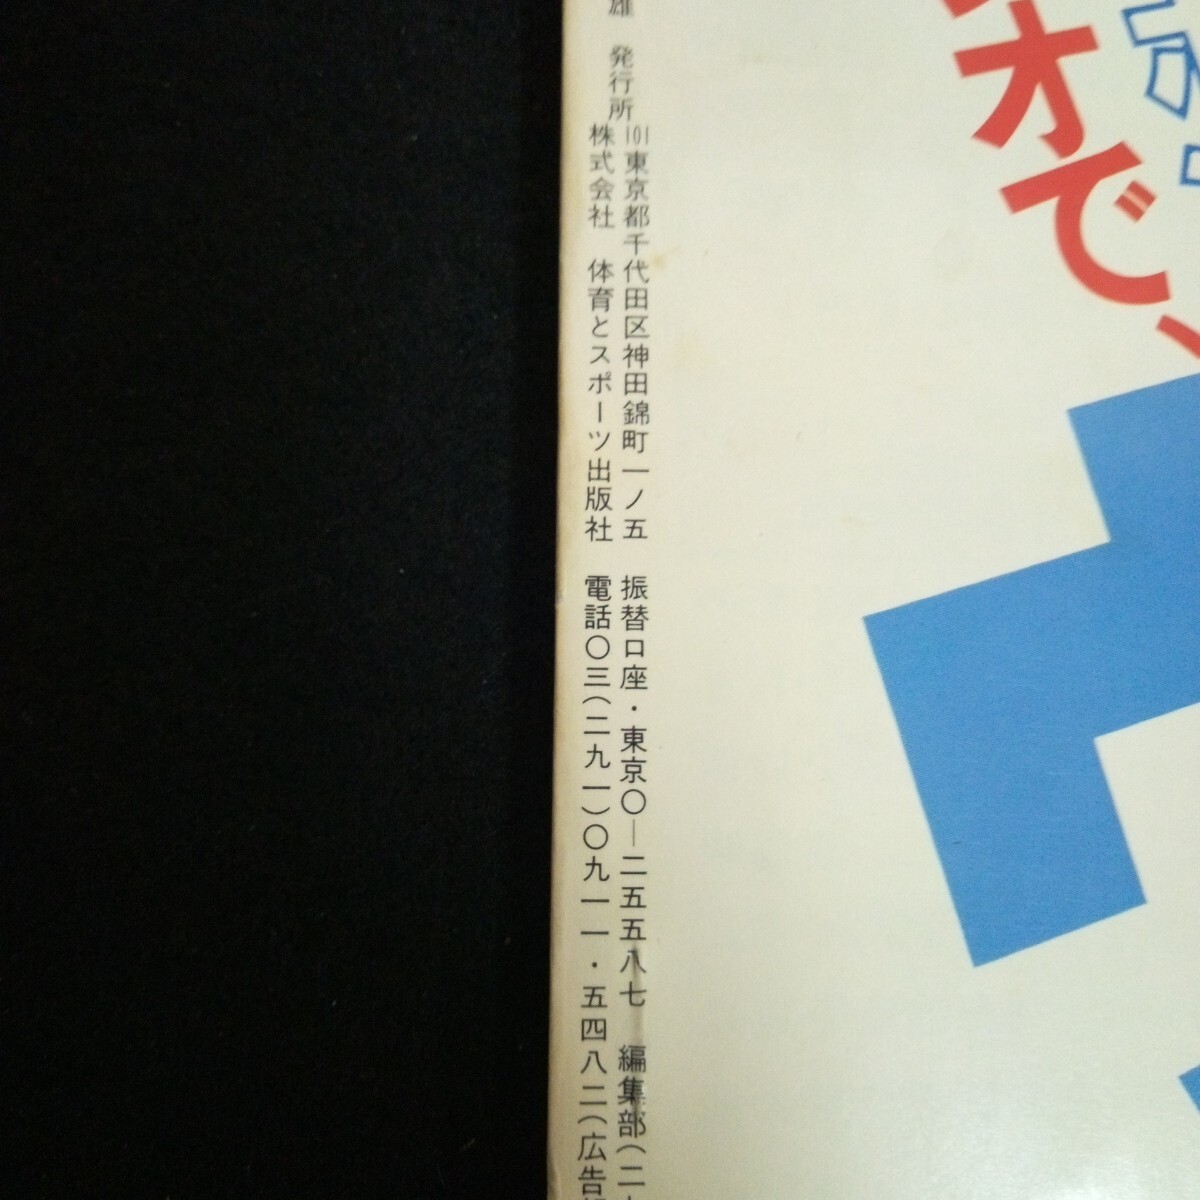 雄 発行所
101東京都千代田区神田錦町一ノ五 振替口座・東京〇—二五五八七 編集部(二
株式会社 体育とスポーツ出版社 電話〇三(二九一)〇九一一・五四八二(広告
オで、